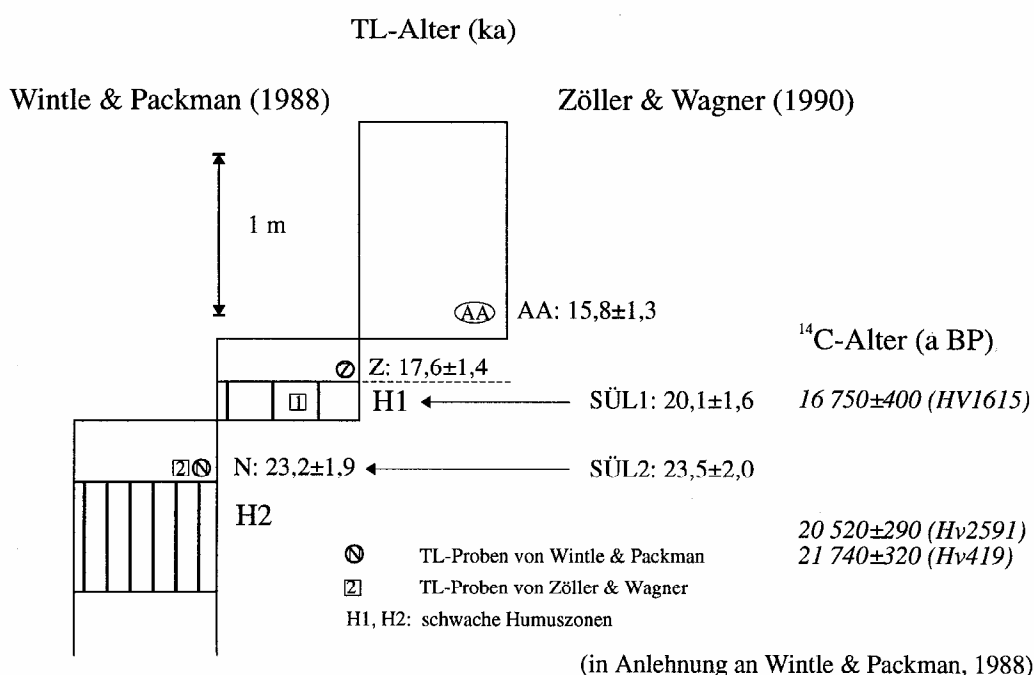 TL-Alter (ka)
Wintle & Packman (1988) Zöller & Wagner (1990)
1 m
AA AA: 15,8±1,3
¹⁴C-Alter (a BP)
Z Z: 17,6±1,4
1 H1 SÜL1: 20,1±1,6 16 750±400 (HV1615)
2 N N: 23,2±1,9 SÜL2: 23,5±2,0
H2
20 520±290 (Hv2591)
21 740±320 (Hv419)
N TL-Proben von Wintle & Packman
2 TL-Proben von Zöller & Wagner
H1, H2: schwache Humuszonen
(in Anlehnung an Wintle & Packman, 1988)